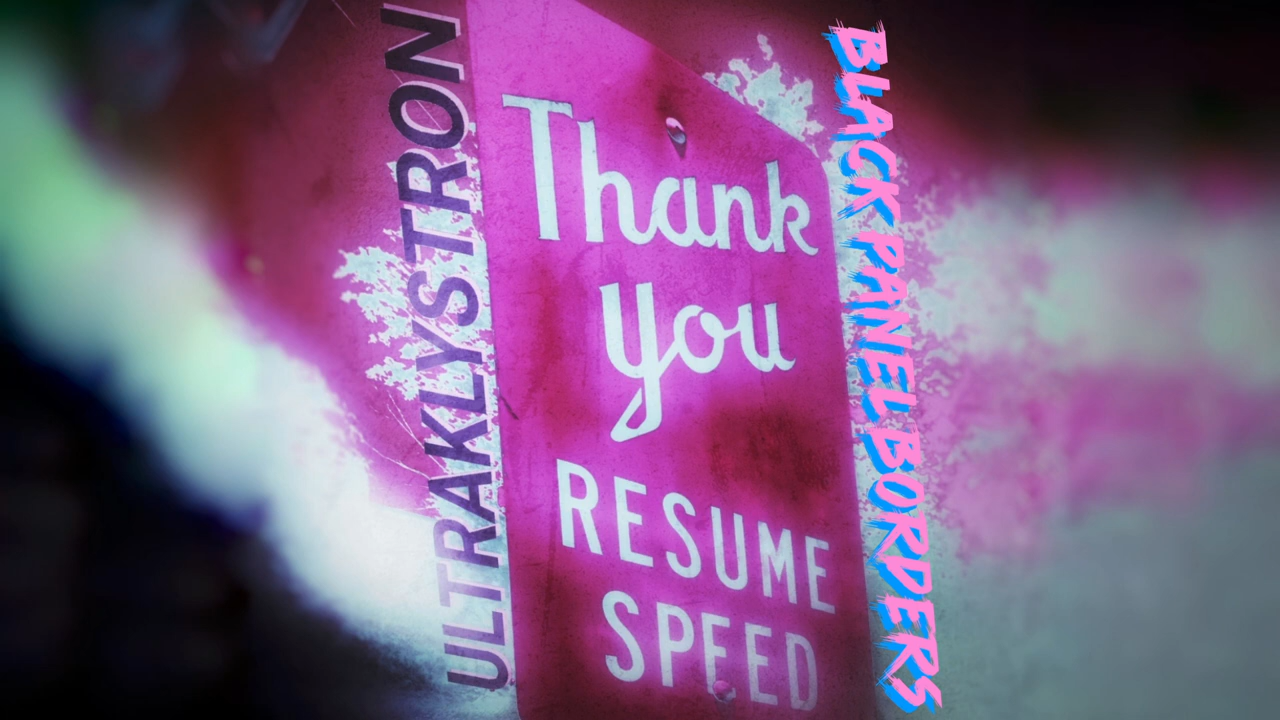 ULTRAKLYSTRON
Thank
you
RESUME
SPEED
BLACK PANEL BORDERS